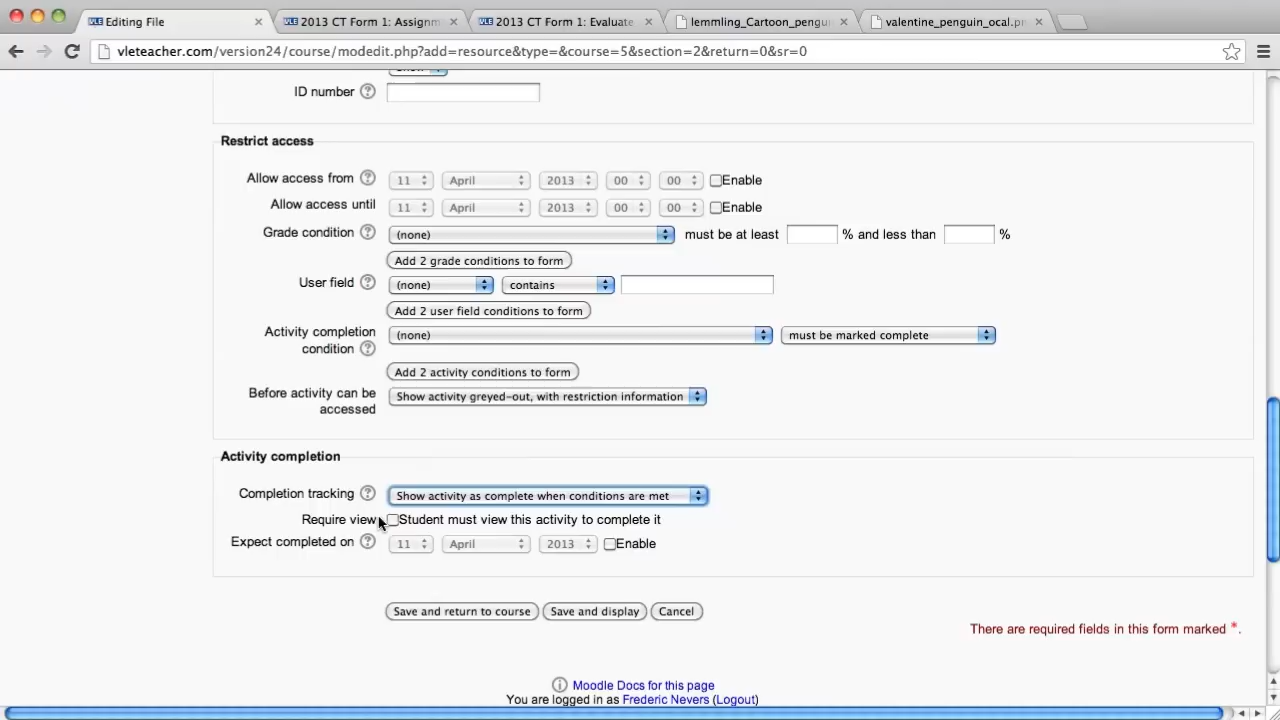 VLE Editing File
VLE 2013 CT Form 1: Assignm
VLE 2013 CT Form 1: Evaluate
lemmling_Cartoon_pengu
valentine_penguin_ocal.pn
vleteacher.com/version24/course/modedit.php?add=resource&type=&course=5&section=2&return=0&sr=0
Show
ID number
Restrict access
Allow access from 11 April 2013 00 00 Enable
Allow access until 11 April 2013 00 00 Enable
Grade condition (none) must be at least % and less than %
Add 2 grade conditions to form
User field (none) contains
Add 2 user field conditions to form
Activity completion condition (none) must be marked complete
Add 2 activity conditions to form
Before activity can be accessed Show activity greyed-out, with restriction information
Activity completion
Completion tracking Show activity as complete when conditions are met
Require view Student must view this activity to complete it
Expect completed on 11 April 2013 Enable
Save and return to course Save and display Cancel
There are required fields in this form marked *.
Moodle Docs for this page
You are logged in as Frederic Nevers (Logout)